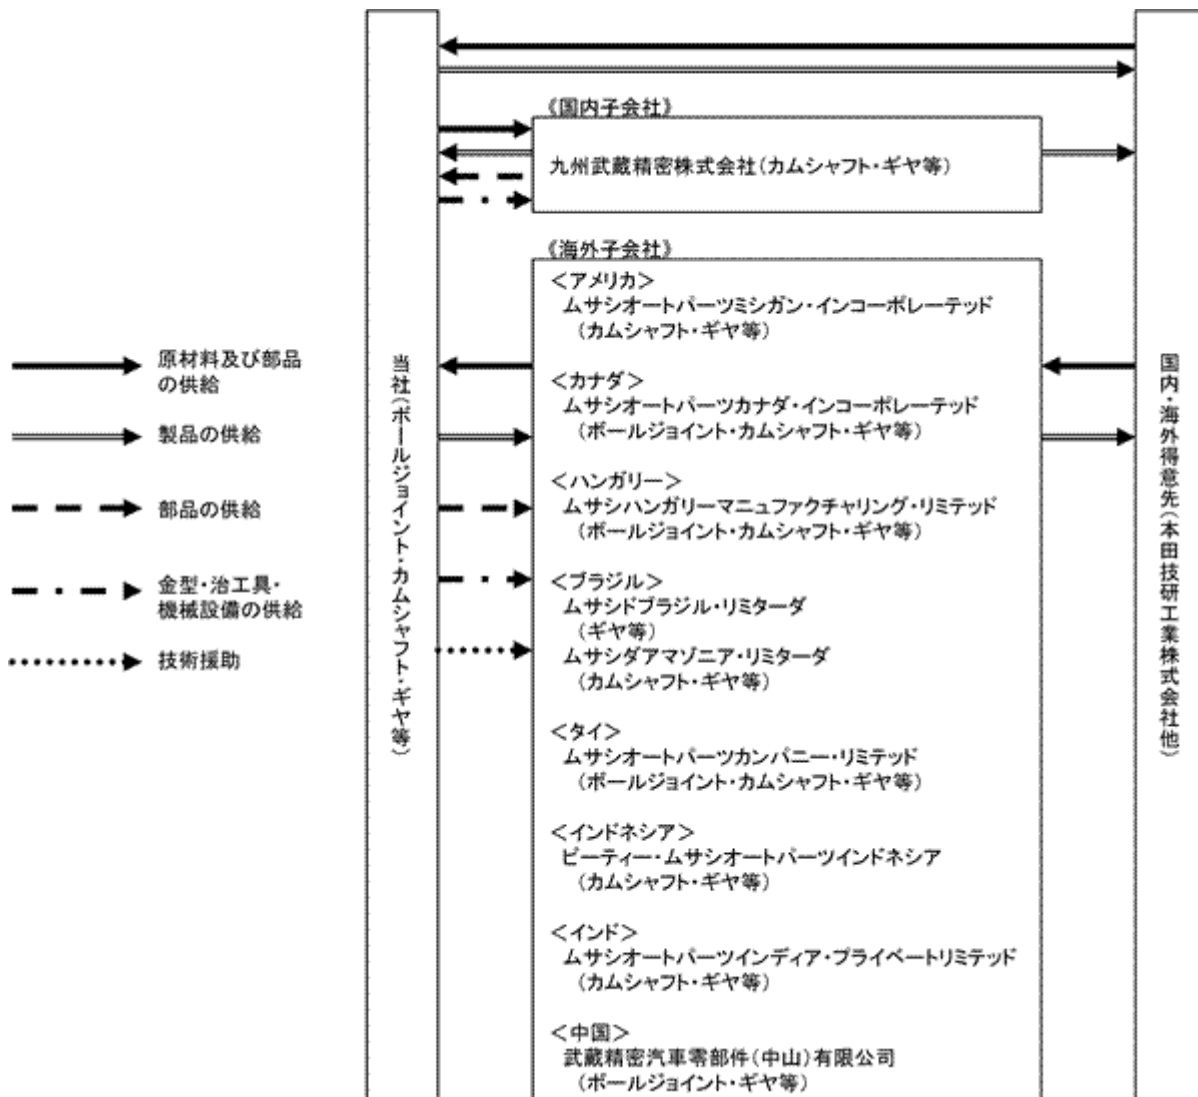 《国内子会社》
九州武蔵精密株式会社(カムシャフト・ギヤ等)
《海外子会社》
＜アメリカ＞
ムサシオートパーツミシガン・インコーポレーテッド
(カムシャフト・ギヤ等)
＜カナダ＞
ムサシオートパーツカナダ・インコーポレーテッド
(ボールジョイント・カムシャフト・ギヤ等)
＜ハンガリー＞
ムサシハンガリーマニュファクチャリング・リミテッド
(ボールジョイント・カムシャフト・ギヤ等)
＜ブラジル＞
ムサシドブラジル・リミターダ
(ギヤ等)
ムサシダアマゾニア・リミターダ
(カムシャフト・ギヤ等)
＜タイ＞
ムサシオートパーツカンパニー・リミテッド
(ボールジョイント・カムシャフト・ギヤ等)
＜インドネシア＞
ピーティー・ムサシオートパーツインドネシア
(カムシャフト・ギヤ等)
＜インド＞
ムサシオートパーツインディア・プライベートリミテッド
(カムシャフト・ギヤ等)
＜中国＞
武蔵精密汽車零部件(中山)有限公司
(ボールジョイント・ギヤ等)
原材料及び部品
の供給
製品の供給
部品の供給
金型・治工具・
機械設備の供給
技術援助
当社(ボールジョイント・カムシャフト・ギヤ等)
国内・海外得意先(本田技研工業株式会社他)